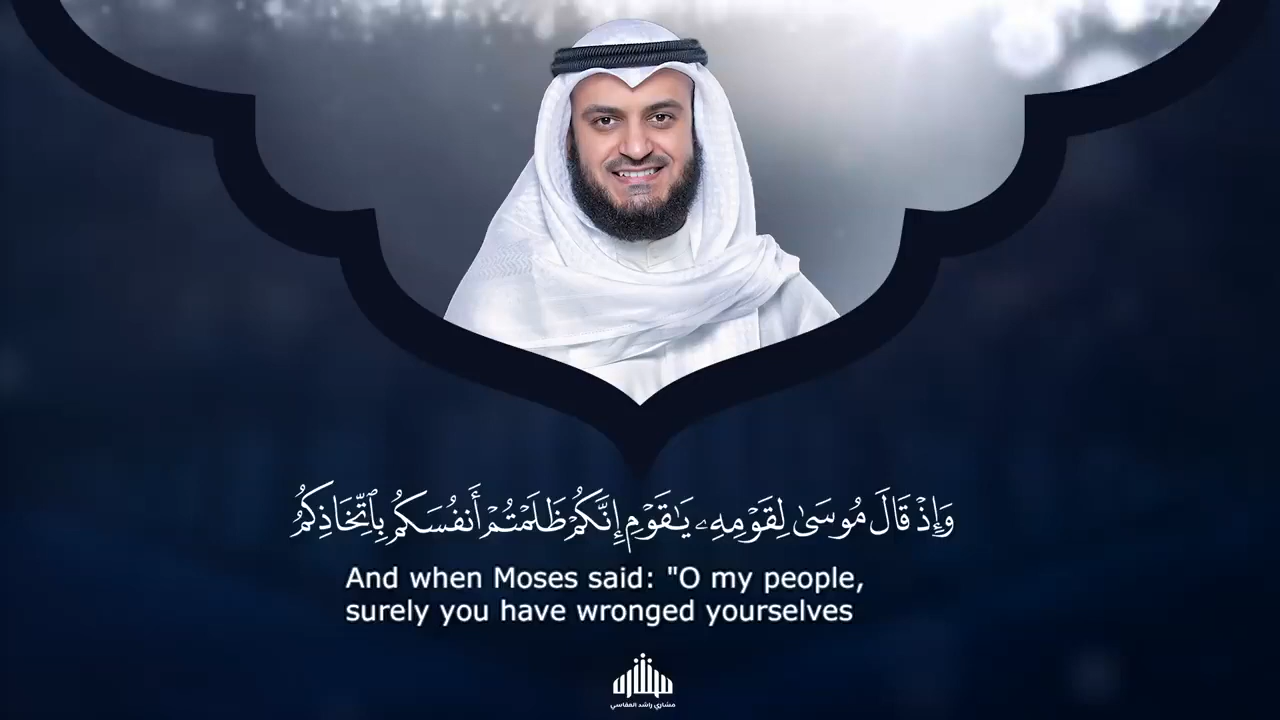 وَإِذْ قَالَ مُوسَىٰ لِقَوْمِهِۦ يَـٰقَوْمِ إِنَّكُمْ ظَلَمْتُمْ أَنفُسَكُم بِٱتِّخَاذِكُمُ
And when Moses said: "O my people,
surely you have wronged yourselves
مشاري راشد العفاسي